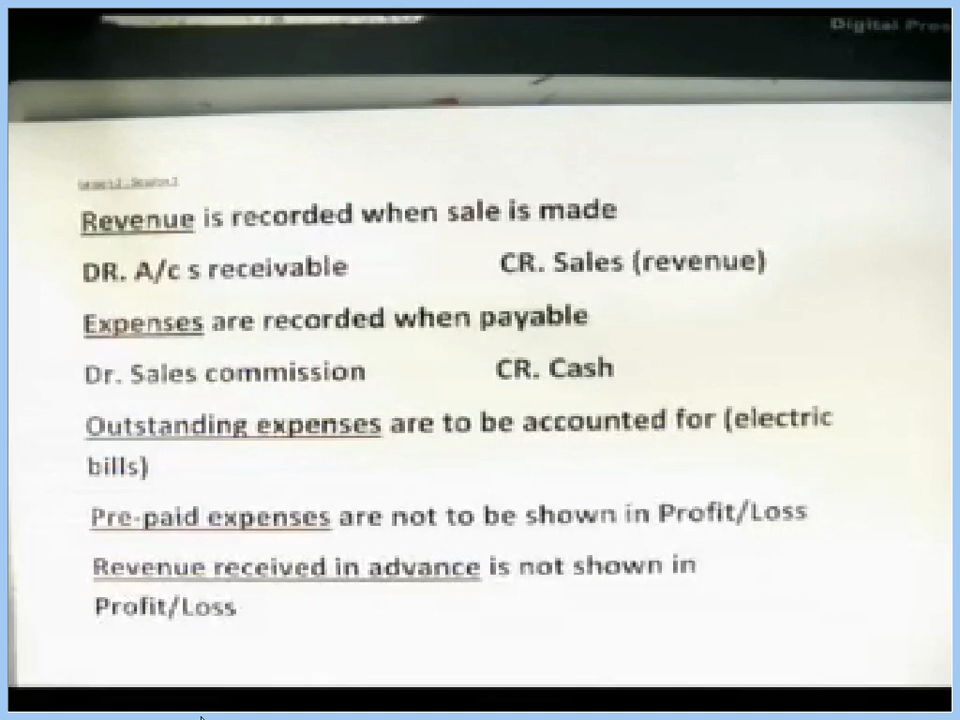 Digital
Revenue is recorded when sale is made
DR. A/c s receivable CR. Sales (revenue)
Expenses are recorded when payable
Dr. Sales commission CR. Cash
Outstanding expenses are to be accounted for (electric
bills)
Pre-paid expenses are not to be shown in Profit/Loss
Revenue received in advance is not shown in
Profit/Loss